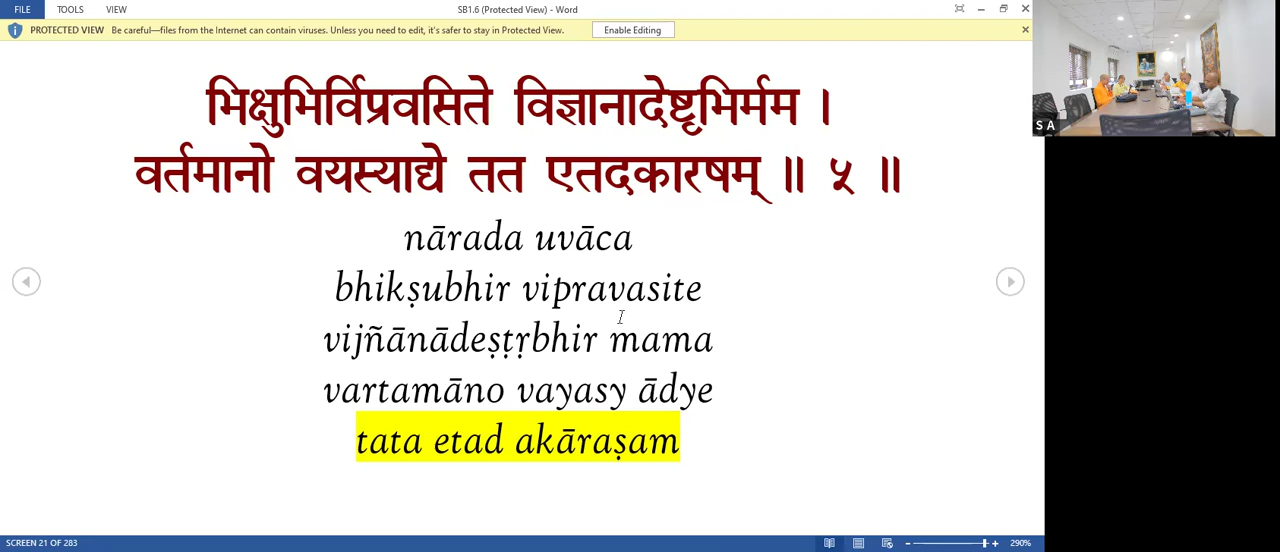 SB1.6 (Protected View) - Word
FILE TOOLS VIEW
PROTECTED VIEW Be careful—files from the Internet can contain viruses. Unless you need to edit, it's safer to stay in Protected View. Enable Editing
भिक्षुभिर्विप्रवसिते विज्ञानादेष्टृभिर्मम ।
वर्तमानो वयस्याद्ये तत एतदकारषम् ॥ ५ ॥
nārada uvāca
bhikṣubhir vipravasite
vijñānādeṣṭṛbhir mama
vartamāno vayasy ādye
tata etad akāraṣam
S A
SCREEN 21 OF 283
290%